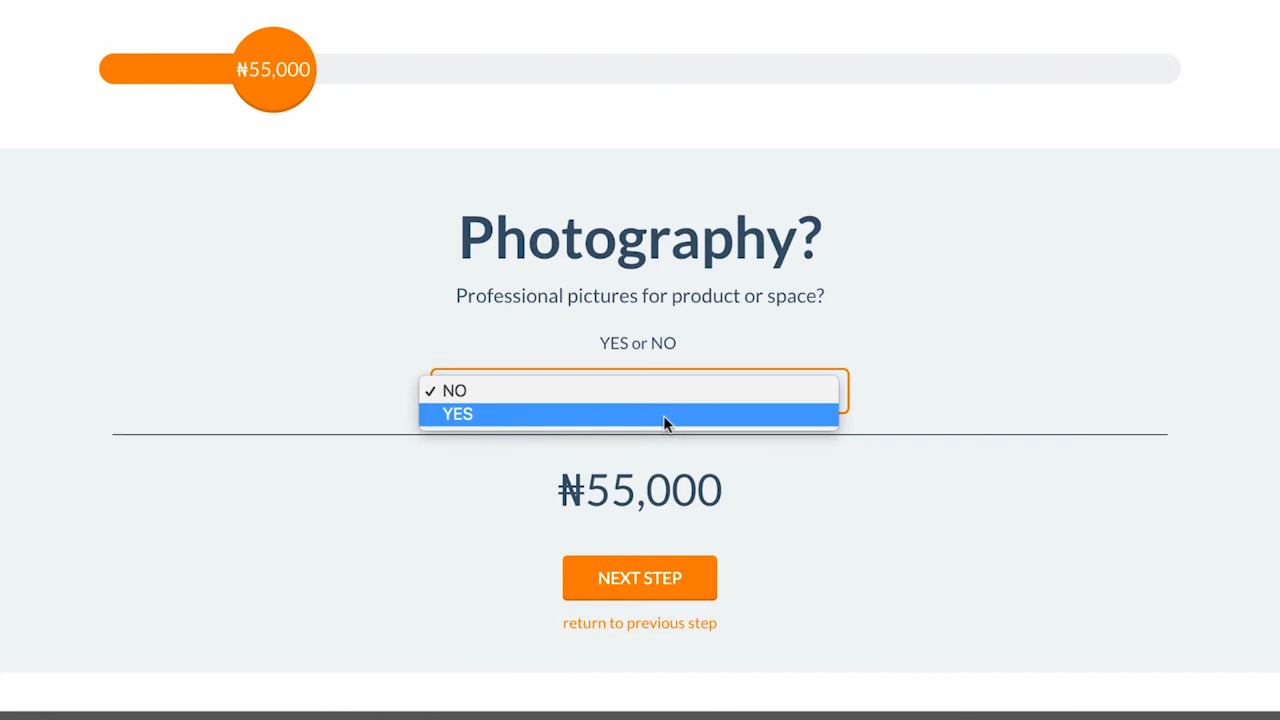 ₦55,000
Photography?
Professional pictures for product or space?
YES or NO
✓ NO
YES
₦55,000
NEXT STEP
return to previous step